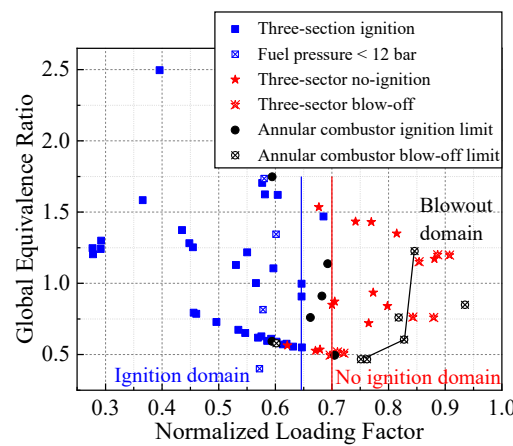 Three-section ignition
Fuel pressure < 12 bar
Three-sector no-ignition
Three-sector blow-off
Annular combustor ignition limit
Annular combustor blow-off limit
Global Equivalence Ratio
2.5
2.0
1.5
1.0
0.5
Blowout
domain
Ignition domain
No ignition domain
0.3 0.4 0.5 0.6 0.7 0.8 0.9 1.0
Normalized Loading Factor